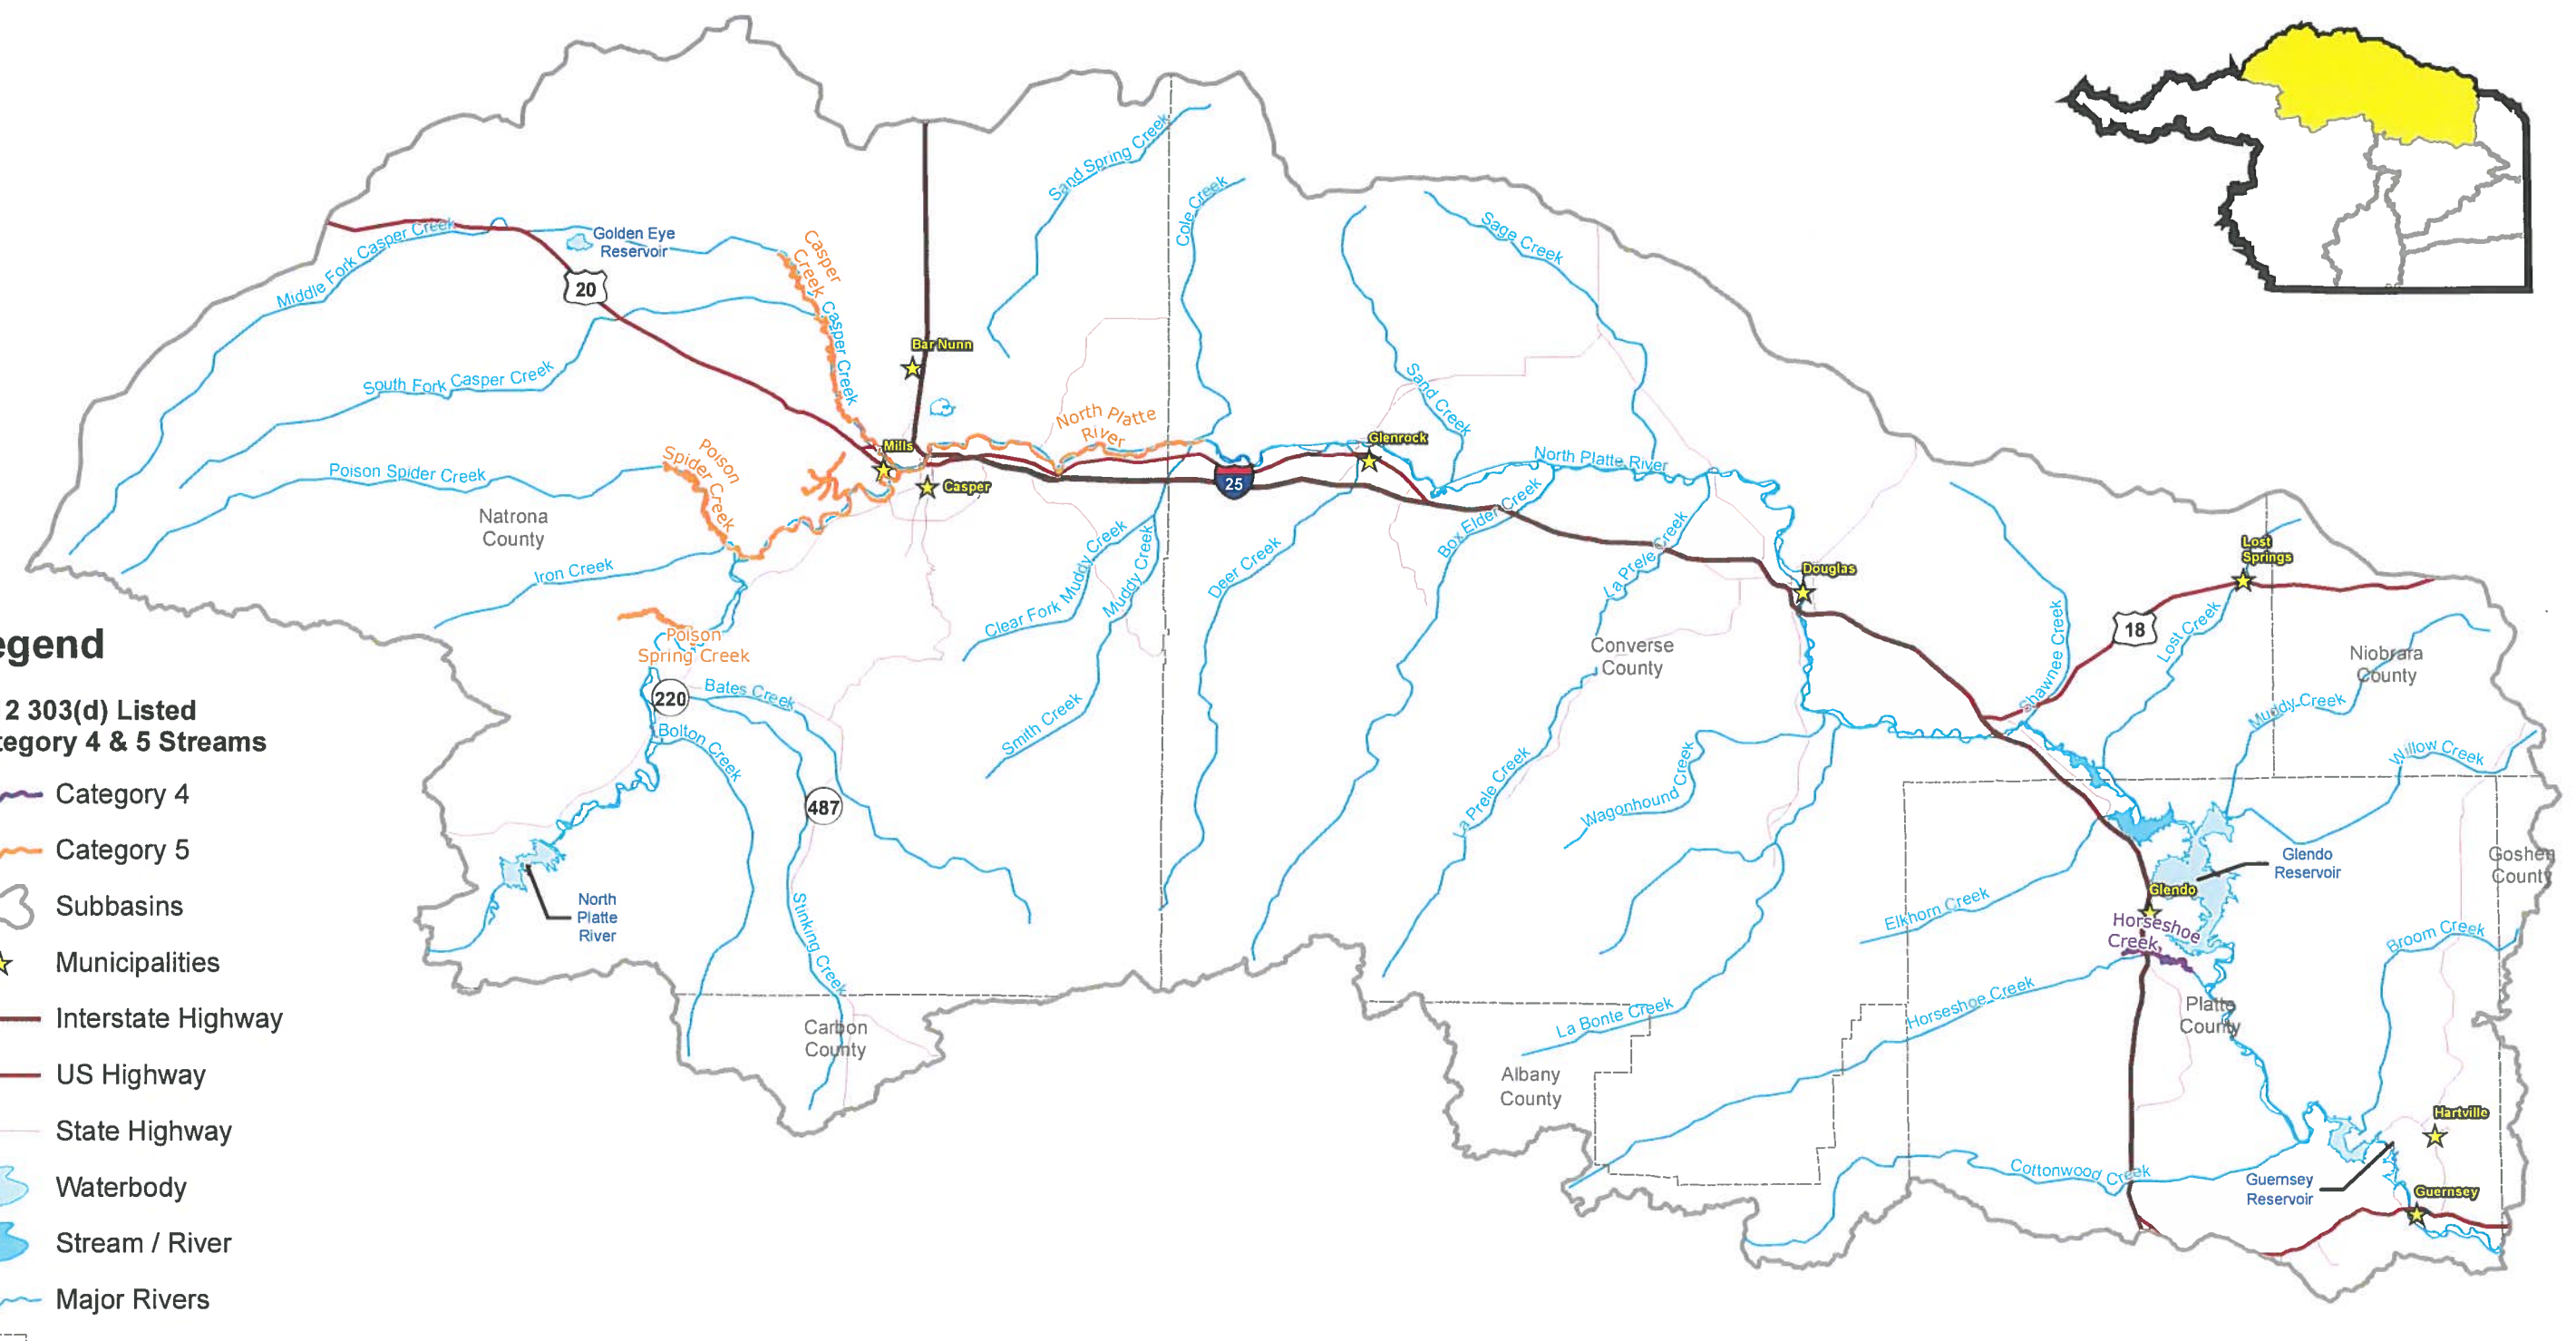 Sand Spring Creek
Cole Creek
Sage Creek
Middle Fork Casper Creek
Golden Eye
Reservoir
Casper
Creek
Casper Creek
20
Bar Nunn
South Fork Casper Creek
Sand Creek
North Platte
River
Mills
Glenrock
Poison
Spider Creek
Poison Spider Creek
North Platte River
25
Casper
Natrona
County
Box Elder Creek
La Prele Creek
Clear Fork Muddy Creek
Muddy Creek
Deer Creek
Iron Creek
Douglas
Lost
Springs
Shawnee Creek
18
Lost Creek
Niobrara
County
Converse
County
Poison
Spring Creek
220
Bates Creek
Bolton Creek
Smith Creek
Muddy Creek
Willow Creek
La Prele Creek
Wagonhound Creek
487
Stinking Creek
North
Platte
River
Glendo
Reservoir
Goshen
County
Glendo
Elkhorn Creek
Horseshoe
Creek
Broom Creek
Horseshoe Creek
Platte
County
La Bonte Creek
Carbon
County
Albany
County
Hartville
Cottonwood Creek
Guernsey
Reservoir
Guernsey
egend
2 303(d) Listed
tegory 4 & 5 Streams
Category 4
Category 5
Subbasins
Municipalities
Interstate Highway
US Highway
State Highway
Waterbody
Stream / River
Major Rivers